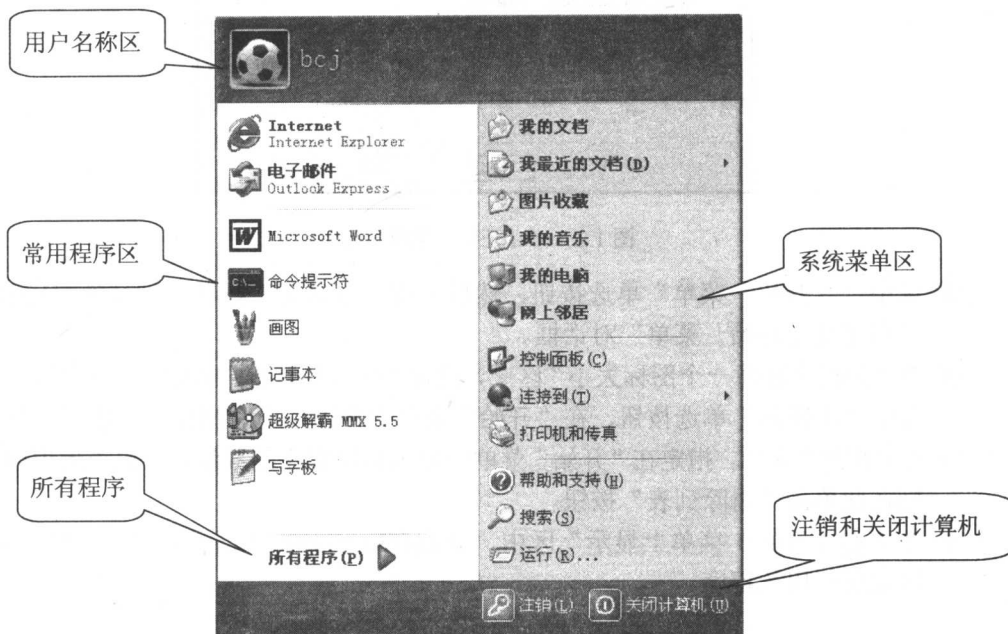 用户名称区
bcj
Internet
Internet Explorer
电子邮件
Outlook Express
常用程序区
Microsoft Word
命令提示符
画图
记事本
超级解霸 MMX 5.5
写字板
所有程序
所有程序(P)
我的文档
我最近的文档(D)
图片收藏
我的音乐
我的电脑
网上邻居
系统菜单区
控制面板(C)
连接到(T)
打印机和传真
帮助和支持(H)
搜索(S)
运行(R)...
注销和关闭计算机
注销(L)
关闭计算机(U)